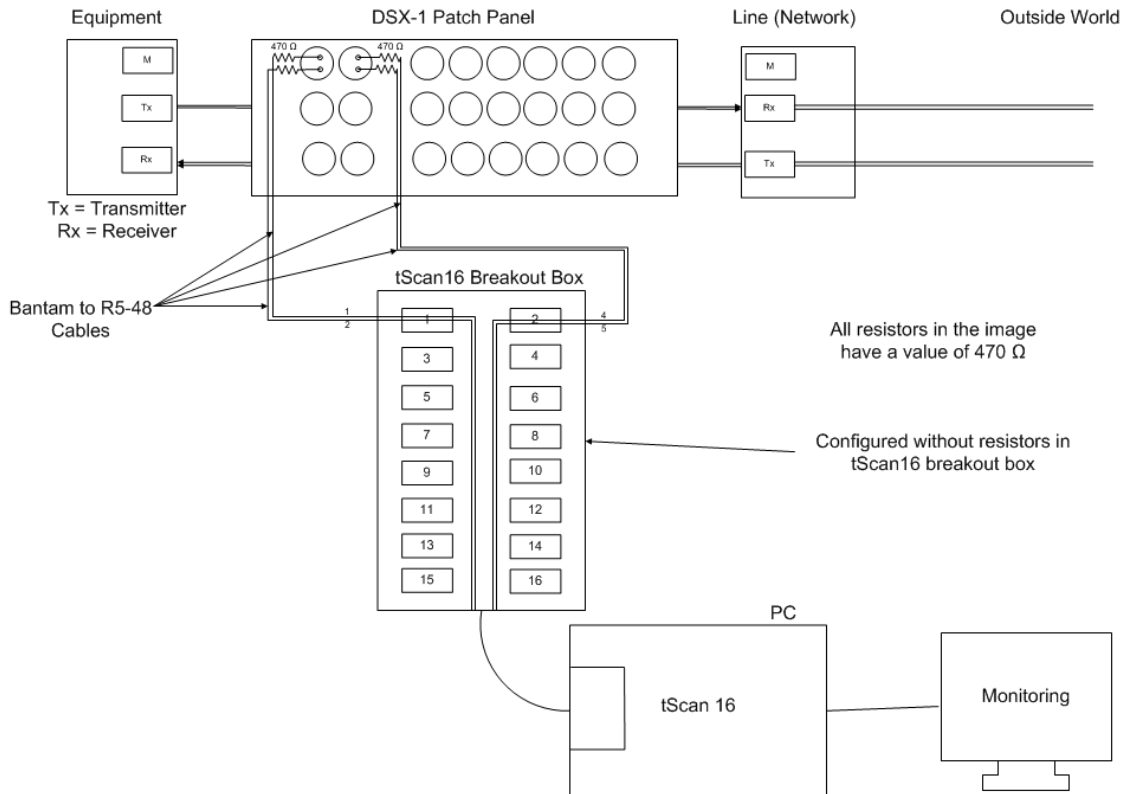 Equipment
DSX-1 Patch Panel
Line (Network)
Outside World
470 Ω
470 Ω
M
Tx
Rx
M
Rx
Tx
Tx = Transmitter
Rx = Receiver
tScan16 Breakout Box
Bantam to R5-48
Cables
1
2
4
5
1
2
3
4
5
6
7
8
9
10
11
12
13
14
15
16
All resistors in the image
have a value of 470 Ω
Configured without resistors in
tScan16 breakout box
PC
tScan 16
Monitoring